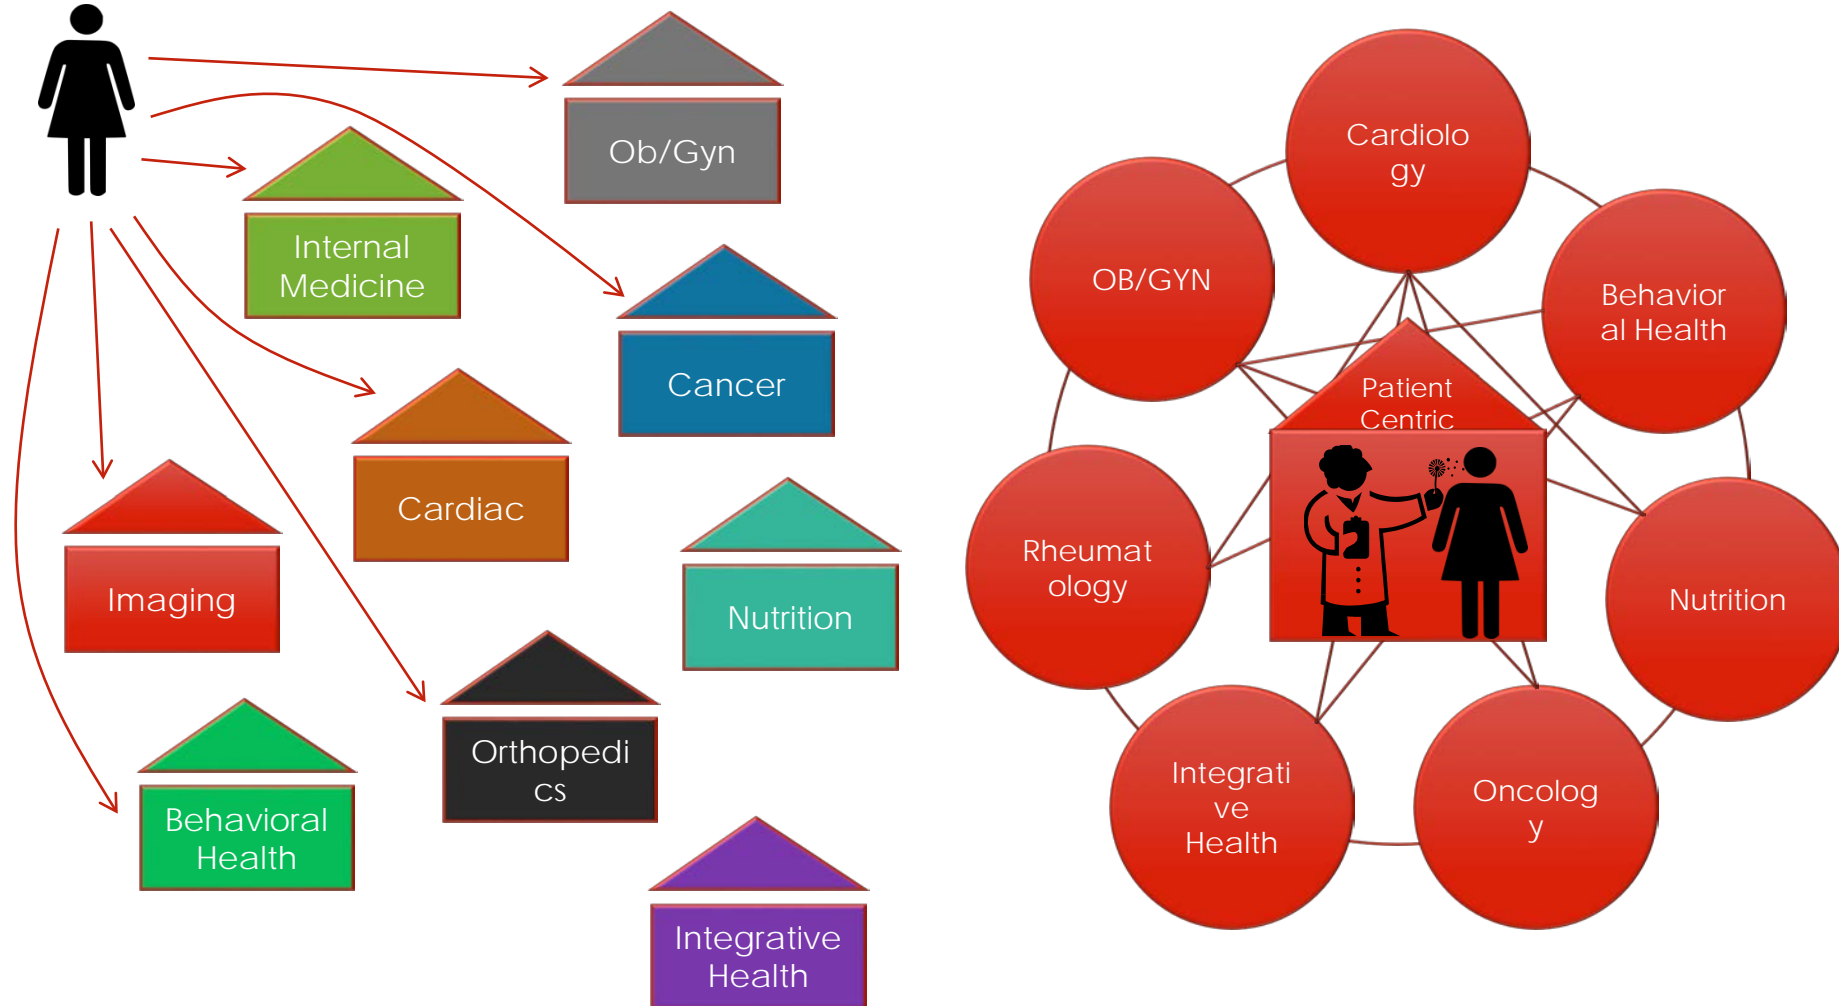 Ob/Gyn
Internal
Medicine
Cancer
Cardiac
Imaging
Nutrition
Orthopedi
cs
Behavioral
Health
Integrative
Health
Cardiolo
gy
OB/GYN
Behavior
al Health
Patient
Centric
Rheumat
ology
Nutrition
Integrati
ve
Health
Oncolog
y